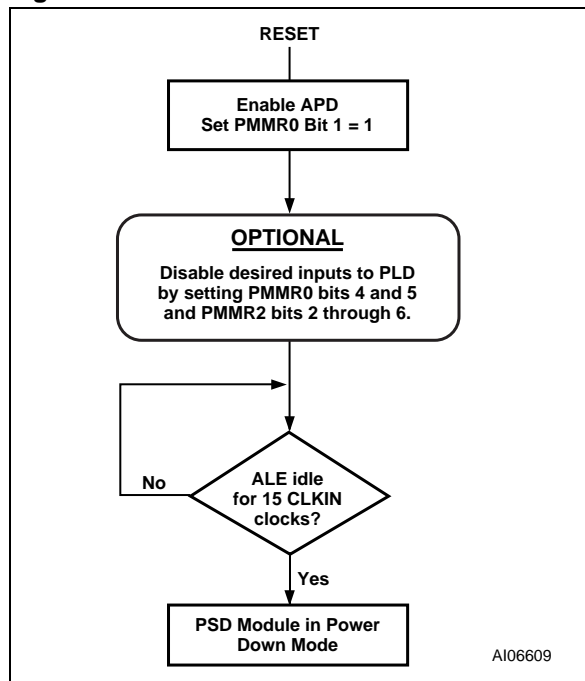 RESET
Enable APD
Set PMMR0 Bit 1 = 1
OPTIONAL
Disable desired inputs to PLD
by setting PMMR0 bits 4 and 5
and PMMR2 bits 2 through 6.
No
ALE idle
for 15 CLKIN
clocks?
Yes
PSD Module in Power
Down Mode
AI06609